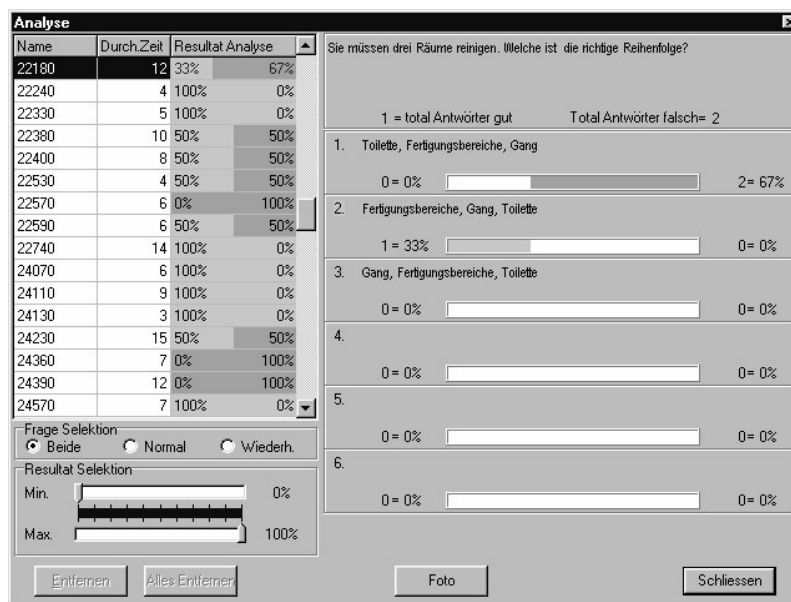 Analyse
Name Durch.Zeit Resultat Analyse
22180 12 33% 67%
22240 4 100% 0%
22330 5 100% 0%
22380 10 50% 50%
22400 8 50% 50%
22530 4 50% 50%
22570 6 0% 100%
22590 6 50% 50%
22740 14 100% 0%
24070 6 100% 0%
24110 9 100% 0%
24130 3 100% 0%
24230 15 50% 50%
24360 7 0% 100%
24390 12 0% 100%
24570 7 100% 0%
Frage Selektion
Beide Normal Wiederh.
Resultat Selektion
Min. 0%
Max. 100%
Entfernen Alles Entfernen
Sie müssen drei Räume reinigen. Welche ist die richtige Reihenfolge?
1 = total Antwörter gut Total Antwörter falsch= 2
1. Toilette, Fertigungsbereiche, Gang
0= 0% 2= 67%
2. Fertigungsbereiche, Gang, Toilette
1 = 33% 0= 0%
3. Gang, Fertigungsbereiche, Toilette
0= 0% 0= 0%
4.
0= 0% 0= 0%
5.
0= 0% 0= 0%
6.
0= 0% 0= 0%
Foto Schliessen